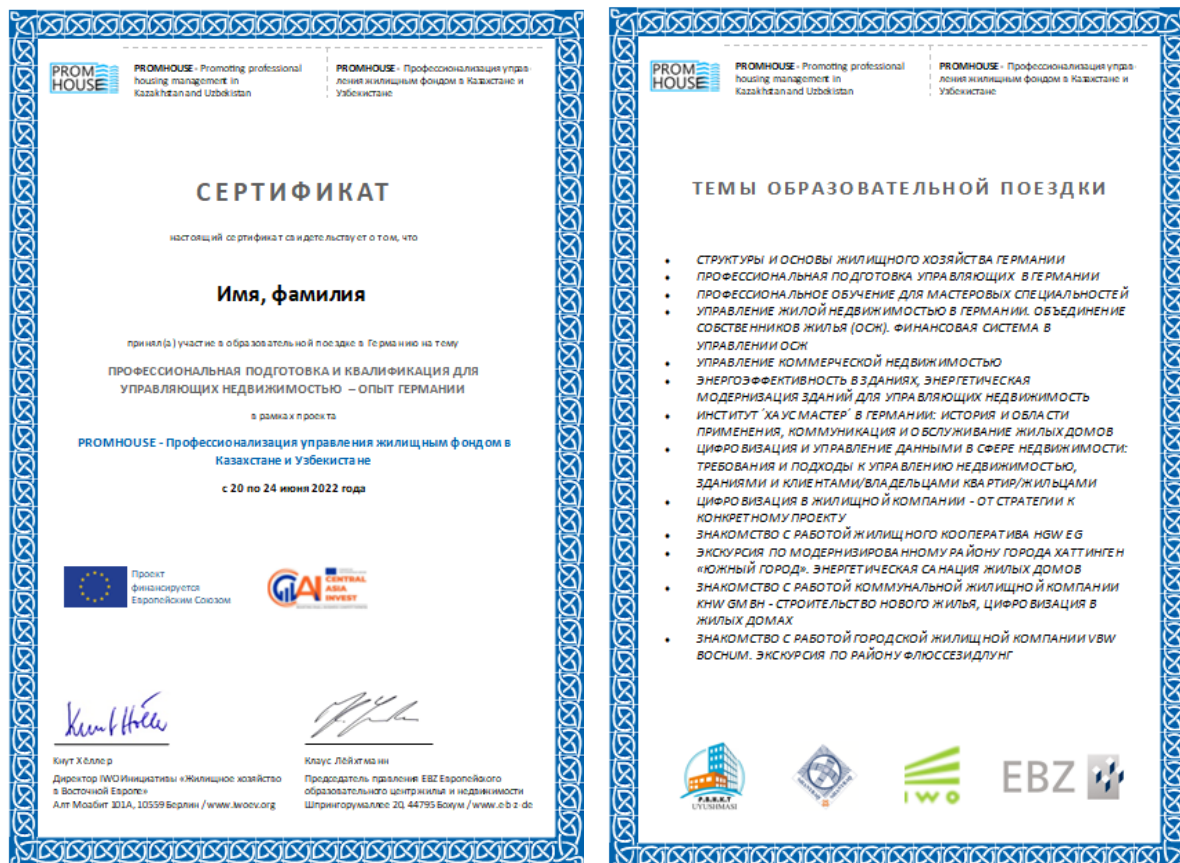 PROM
HOUSE
PROMHOUSE - Promoting professional
housing management in
Kazakhstan and Uzbekistan
PROMHOUSE - Профессионализация управ-
ления жилищным фондом в Казахстане и
Узбекистане
СЕРТИФИКАТ
настоящий сертификат свидетельствует о том, что
Имя, фамилия
принял(а) участие в образовательной поездке в Германию на тему
ПРОФЕССИОНАЛЬНАЯ ПОДГОТОВКА И КВАЛИФИКАЦИЯ ДЛЯ
УПРАВЛЯЮЩИХ НЕДВИЖИМОСТЬЮ – ОПЫТ ГЕРМАНИИ
в рамках проекта
PROMHOUSE - Профессионализация управления жилищным фондом в
Казахстане и Узбекистане
с 20 по 24 июня 2022 года
Проект
финансируется
Европейским Союзом
CAI CENTRAL
ASIA
INVEST
Кнут Хёллер
Директор IWO Инициативы «Жилищное хозяйство
в Восточной Европе»
Алт Моабит 101A, 10559 Берлин / www.iwoev.org
Клаус Лёйхтманн
Председатель правления EBZ Европейского
образовательного центр жилья и недвижимости
Шпрингорумаллее 20, 44795 Бохум / www.e-b-z-de
PROM
HOUSE
PROMHOUSE - Promoting professional
housing management in
Kazakhstan and Uzbekistan
PROMHOUSE - Профессионализация управ-
ления жилищным фондом в Казахстане и
Узбекистане
ТЕМЫ ОБРАЗОВАТЕЛЬНОЙ ПОЕЗДКИ
• СТРУКТУРЫ И ОСНОВЫ ЖИЛИЩНОГО ХОЗЯЙСТВА ГЕРМАНИИ
• ПРОФЕССИОНАЛЬНАЯ ПОДГОТОВКА УПРАВЛЯЮЩИХ В ГЕРМАНИИ
• ПРОФЕССИОНАЛЬНОЕ ОБУЧЕНИЕ ДЛЯ МАСТЕРОВЫХ СПЕЦИАЛЬНОСТЕЙ
• УПРАВЛЕНИЕ ЖИЛОЙ НЕДВИЖИМОСТЬЮ В ГЕРМАНИИ. ОБЪЕДИНЕНИЕ
СОБСТВЕННИКОВ ЖИЛЬЯ (ОСЖ). ФИНАНСОВАЯ СИСТЕМА В
УПРАВЛЕНИИ ОСЖ
• УПРАВЛЕНИЕ КОММЕРЧЕСКОЙ НЕДВИЖИМОСТЬЮ
• ЭНЕРГОЭФФЕКТИВНОСТЬ В ЗДАНИЯХ, ЭНЕРГЕТИЧЕСКАЯ
МОДЕРНИЗАЦИЯ ЗДАНИЙ ДЛЯ УПРАВЛЯЮЩИХ НЕДВИЖИМОСТЬ
• ИНСТИТУТ ´ХАУСМАСТЕР´ В ГЕРМАНИИ: ИСТОРИЯ И ОБЛАСТИ
ПРИМЕНЕНИЯ, КОММУНИКАЦИЯ И ОБСЛУЖИВАНИЕ ЖИЛЫХ ДОМОВ
• ЦИФРОВИЗАЦИЯ И УПРАВЛЕНИЕ ДАННЫМИ В СФЕРЕ НЕДВИЖИМОСТИ:
ТРЕБОВАНИЯ И ПОДХОДЫ К УПРАВЛЕНИЮ НЕДВИЖИМОСТЬЮ,
ЗДАНИЯМИ И КЛИЕНТАМИ/ВЛАДЕЛЬЦАМИ КВАРТИР/ЖИЛЬЦАМИ
• ЦИФРОВИЗАЦИЯ В ЖИЛИЩНОЙ КОМПАНИИ - ОТ СТРАТЕГИИ К
КОНКРЕТНОМУ ПРОЕКТУ
• ЗНАКОМСТВО С РАБОТОЙ ЖИЛИЩНОГО КООПЕРАТИВА HGW EG
• ЭКСКУРСИЯ ПО МОДЕРНИЗИРОВАННОМУ РАЙОНУ ГОРОДА ХАТТИНГЕН
«ЮЖНЫЙ ГОРОД». ЭНЕРГЕТИЧЕСКАЯ САНАЦИЯ ЖИЛЫХ ДОМОВ
• ЗНАКОМСТВО С РАБОТОЙ КОММУНАЛЬНОЙ ЖИЛИЩНОЙ КОМПАНИИ
KHW GMBH - СТРОИТЕЛЬСТВО НОВОГО ЖИЛЬЯ, ЦИФРОВИЗАЦИЯ В
ЖИЛЫХ ДОМАХ
• ЗНАКОМСТВО С РАБОТОЙ ГОРОДСКОЙ ЖИЛИЩНОЙ КОМПАНИИ VBW
BOCHUM. ЭКСКУРСИЯ ПО РАЙОНУ ФЛЮССЕЗИДЛУНГ
UYUSHMASI
iwo
EBZ